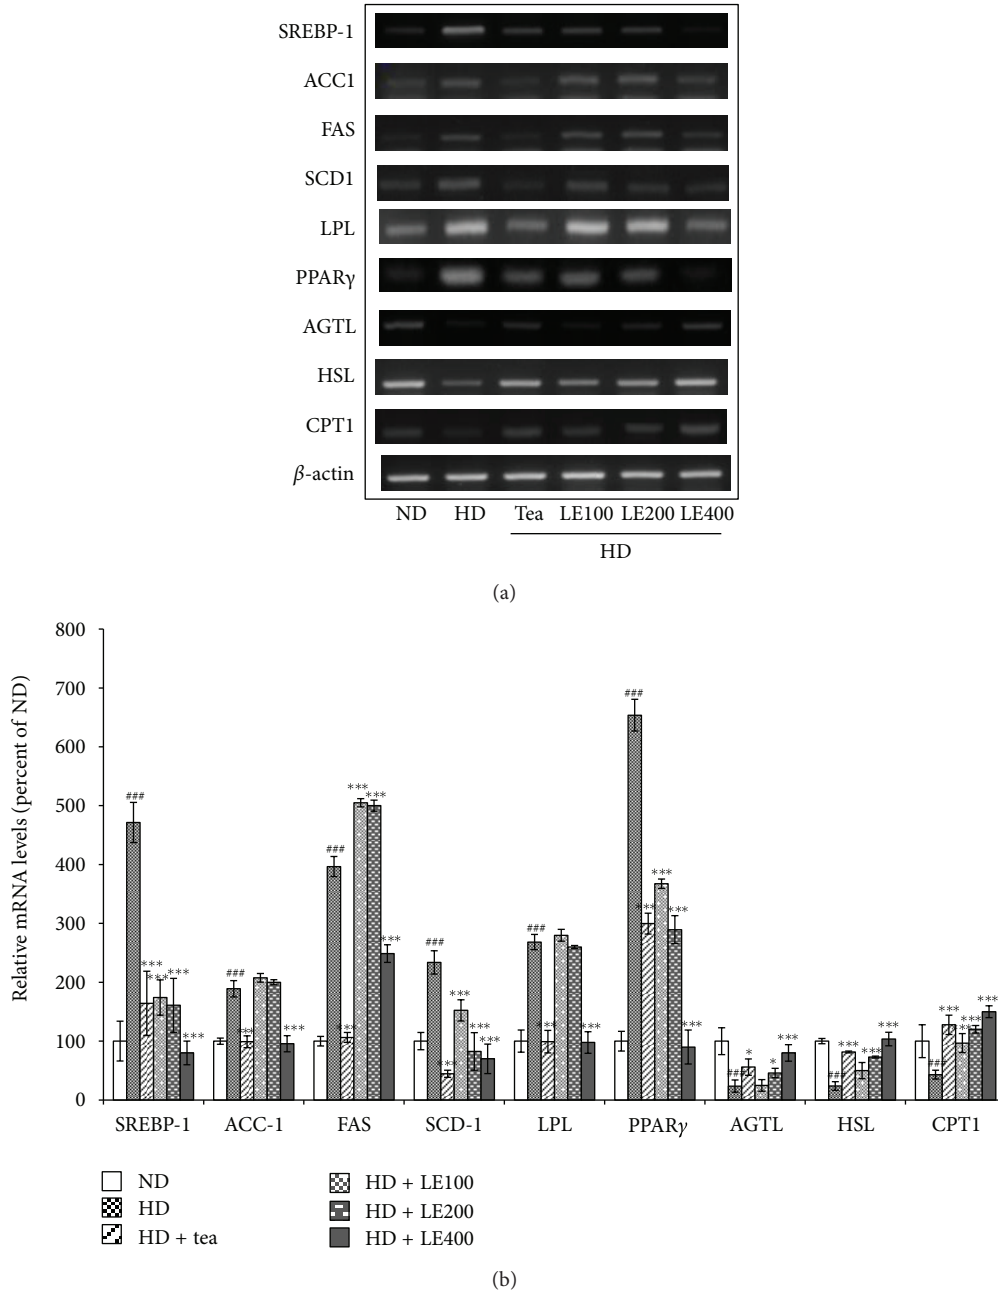 SREBP-1
ACC1
FAS
SCD1
LPL
PPARγ
AGTL
HSL
CPT1
β-actin
ND HD Tea LE100 LE200 LE400
HD
(a)
Relative mRNA levels (percent of ND)
800
700
600
500
400
300
200
100
0
###
***
***
***
***
###
***
***
###
***
***
***
***
###
***
***
***
***
###
***
***
###
***
***
***
***
###
*
*
***
###
***
***
***
***
###
***
***
***
***
SREBP-1 ACC-1 FAS SCD-1 LPL PPARγ AGTL HSL CPT1
ND
HD
HD + tea
HD + LE100
HD + LE200
HD + LE400
(b)